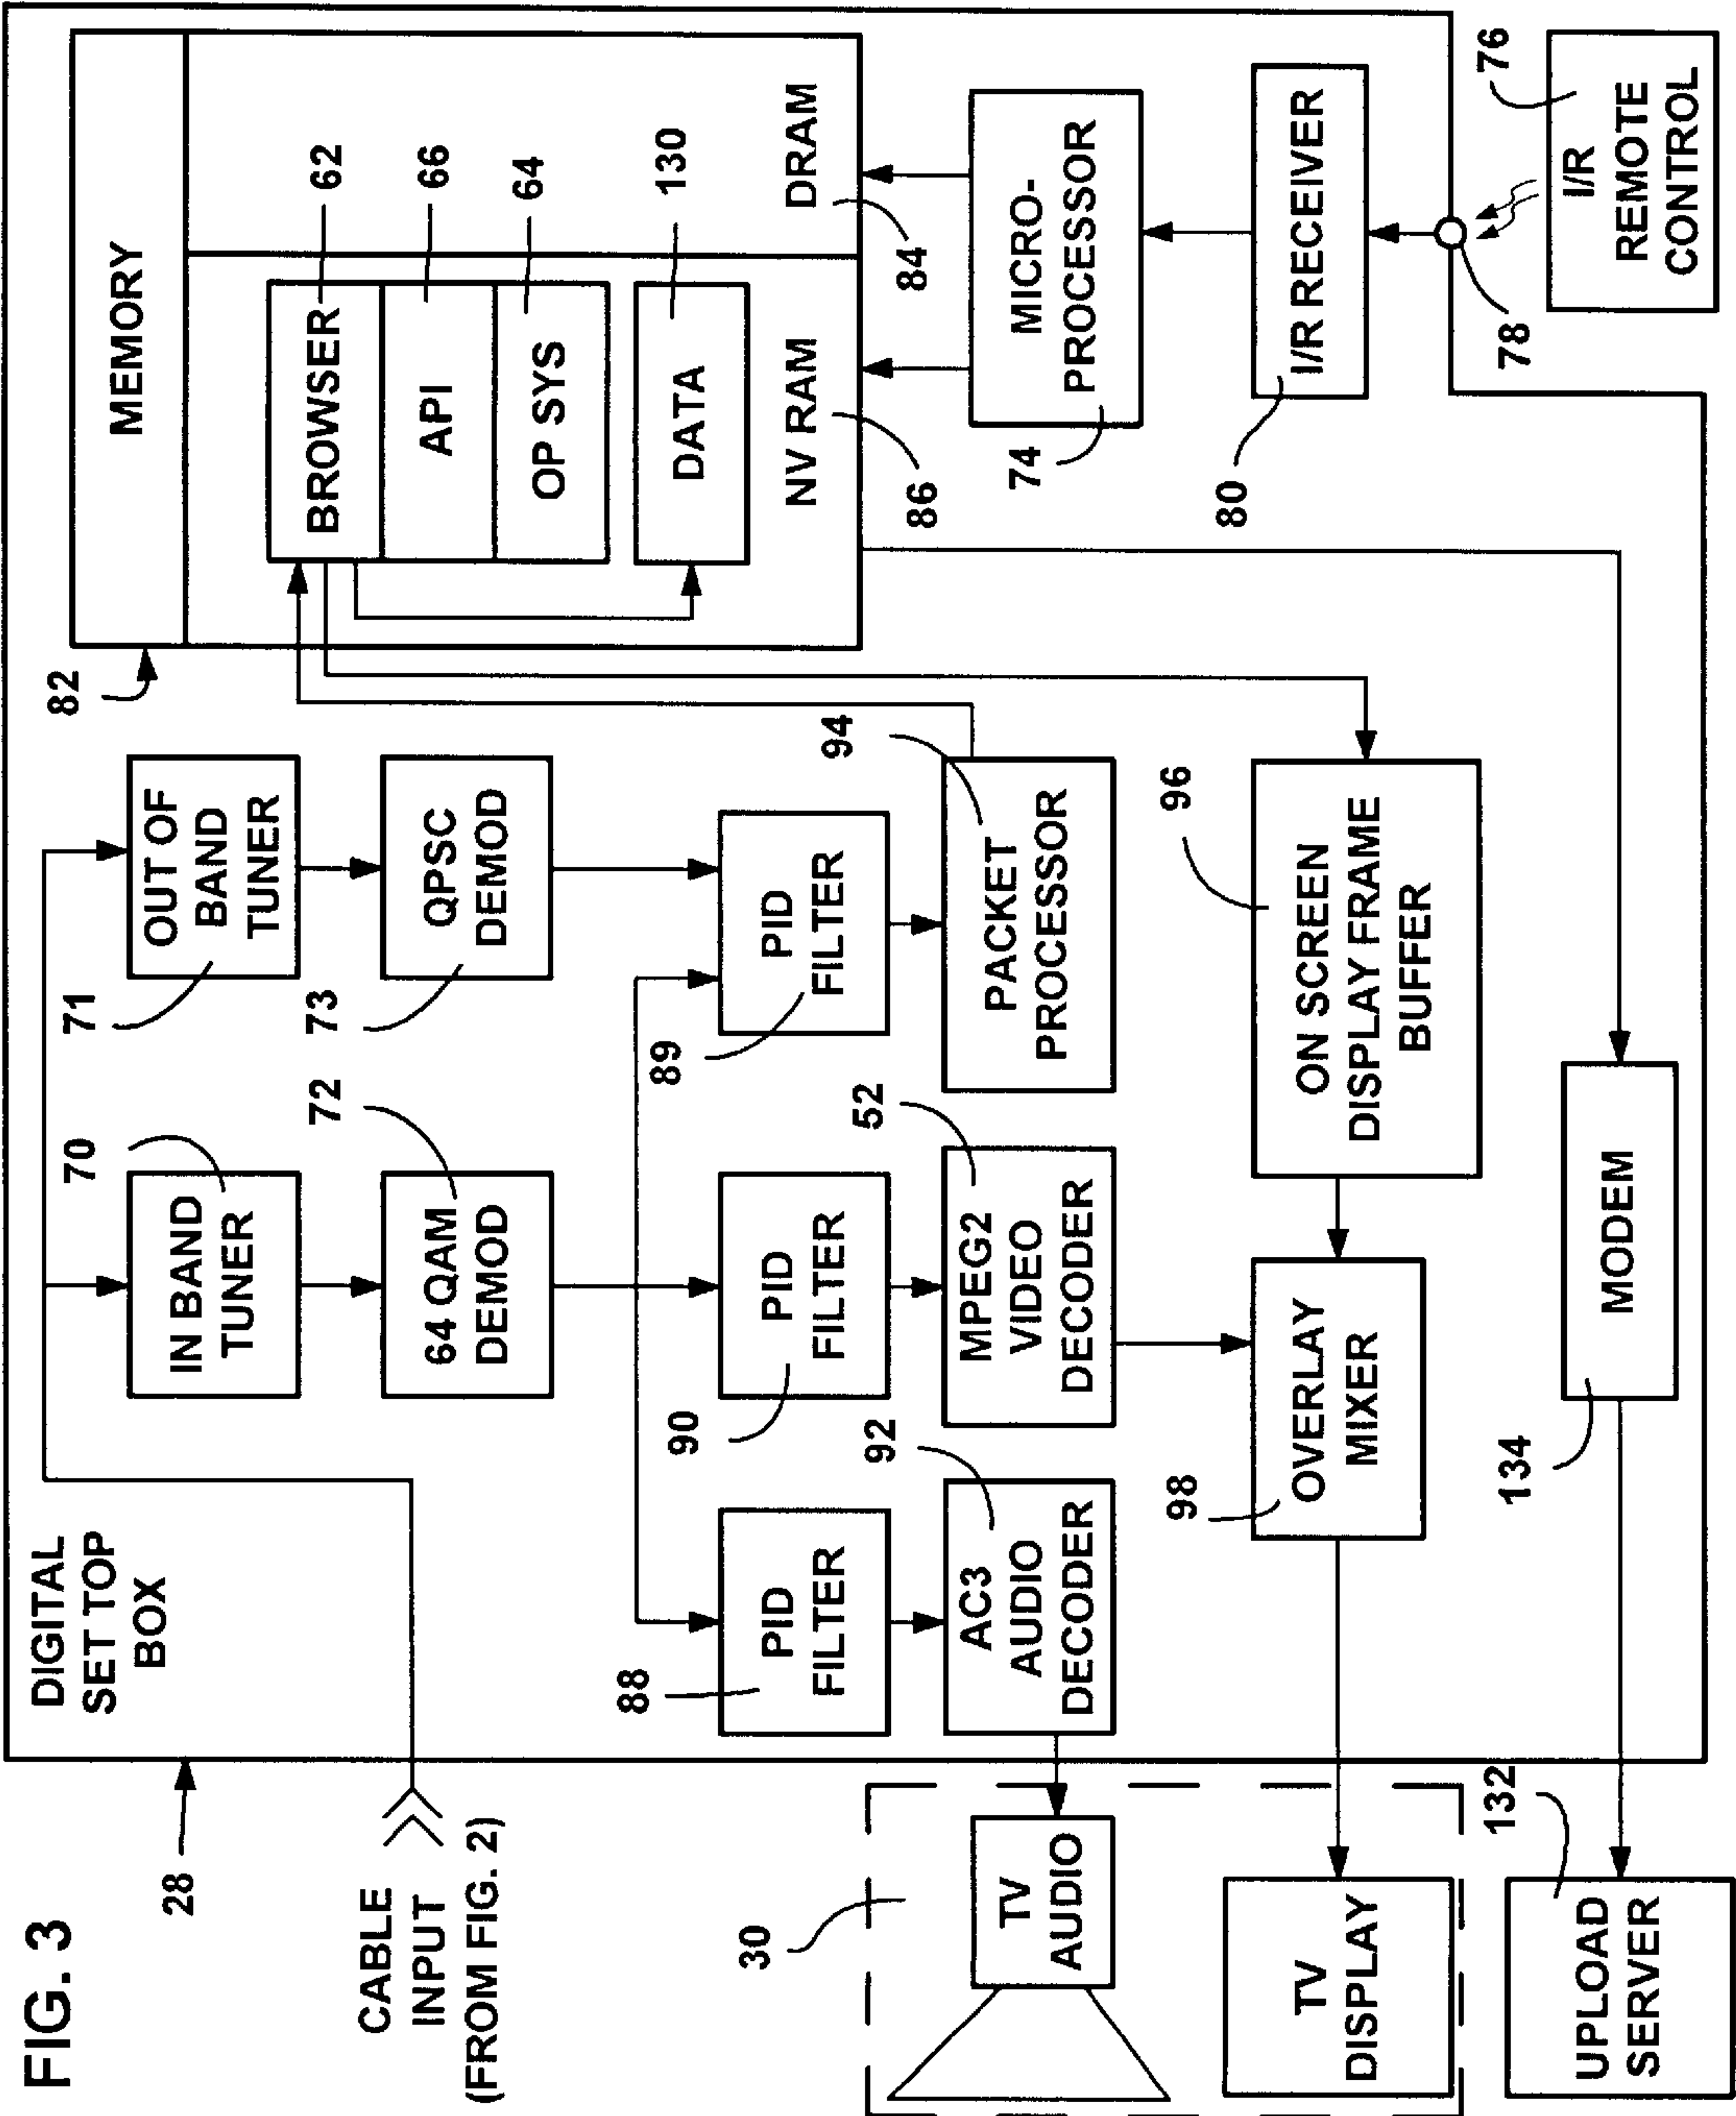 FIG. 3
28
DIGITAL
SET TOP
BOX
CABLE
INPUT
(FROM FIG. 2)
70
IN BAND
TUNER
71
OUT OF
BAND
TUNER
72
64 QAM
DEMOD
73
QPSC
DEMOD
88
PID
FILTER
90
PID
FILTER
89
PID
FILTER
92
AC3
AUDIO
DECODER
52
MPEG2
VIDEO
DECODER
94
PACKET
PROCESSOR
30
TV
AUDIO
TV
DISPLAY
98
OVERLAY
MIXER
96
ON SCREEN
DISPLAY FRAME
BUFFER
132
UPLOAD
SERVER
134
MODEM
82
MEMORY
BROWSER
62
API
66
OP SYS
64
DATA
130
NV RAM
86
DRAM
84
MICRO-
PROCESSOR
74
I/R RECEIVER
80
78
76
I/R
REMOTE
CONTROL